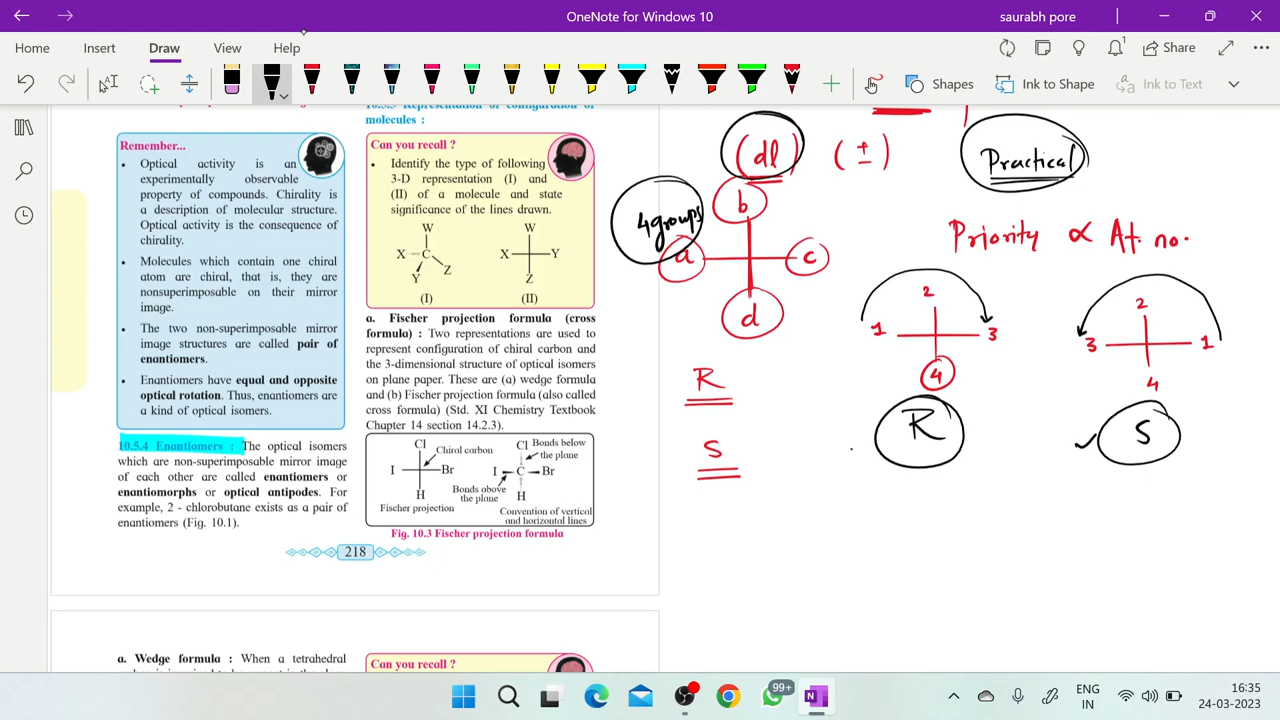 OneNote for Windows 10
saurabh pore
Home Insert Draw View Help
Share
Shapes
Ink to Shape
Ink to Text
Remember...
• Optical activity is an
experimentally observable
property of compounds. Chirality is
a description of molecular structure.
Optical activity is the consequence of
chirality.
• Molecules which contain one chiral
atom are chiral, that is, they are
nonsuperimposable on their mirror
image.
• The two non-superimposable mirror
image structures are called pair of
enantiomers.
• Enantiomers have equal and opposite
optical rotation. Thus, enantiomers are
a kind of optical isomers.
10.5.4 Enantiomers : The optical isomers
which are non-superimposable mirror image
of each other are called enantiomers or
enantiomorphs or optical antipodes. For
example, 2 - chlorobutane exists as a pair of
enantiomers (Fig. 10.1).
molecules :
Can you recall ?
• Identify the type of following
3-D representation (I) and
(II) of a molecule and state
significance of the lines drawn.
W W
X C X Y
Y Z Z
(I) (II)
a. Fischer projection formula (cross
formula) : Two representations are used to
represent configuration of chiral carbon and
the 3-dimensional structure of optical isomers
on plane paper. These are (a) wedge formula
and (b) Fischer projection formula (also called
cross formula) (Std. XI Chemistry Textbook
Chapter 14 section 14.2.3).
Cl Chiral carbon Cl Bonds below
the plane
I Br I C Br
Bonds above
the plane
H H
Fischer projection Convention of vertical
and horizontal lines
Fig. 10.3 Fischer projection formula
218
a. Wedge formula : When a tetrahedral
Can you recall ?
(dl) (±)
Practical
4 groups
b
a c
d
Priority ∝ At. no.
2
1 3
4
R
2
3 1
4
S
R
S
99+
ENG
IN
16:35
24-03-2023